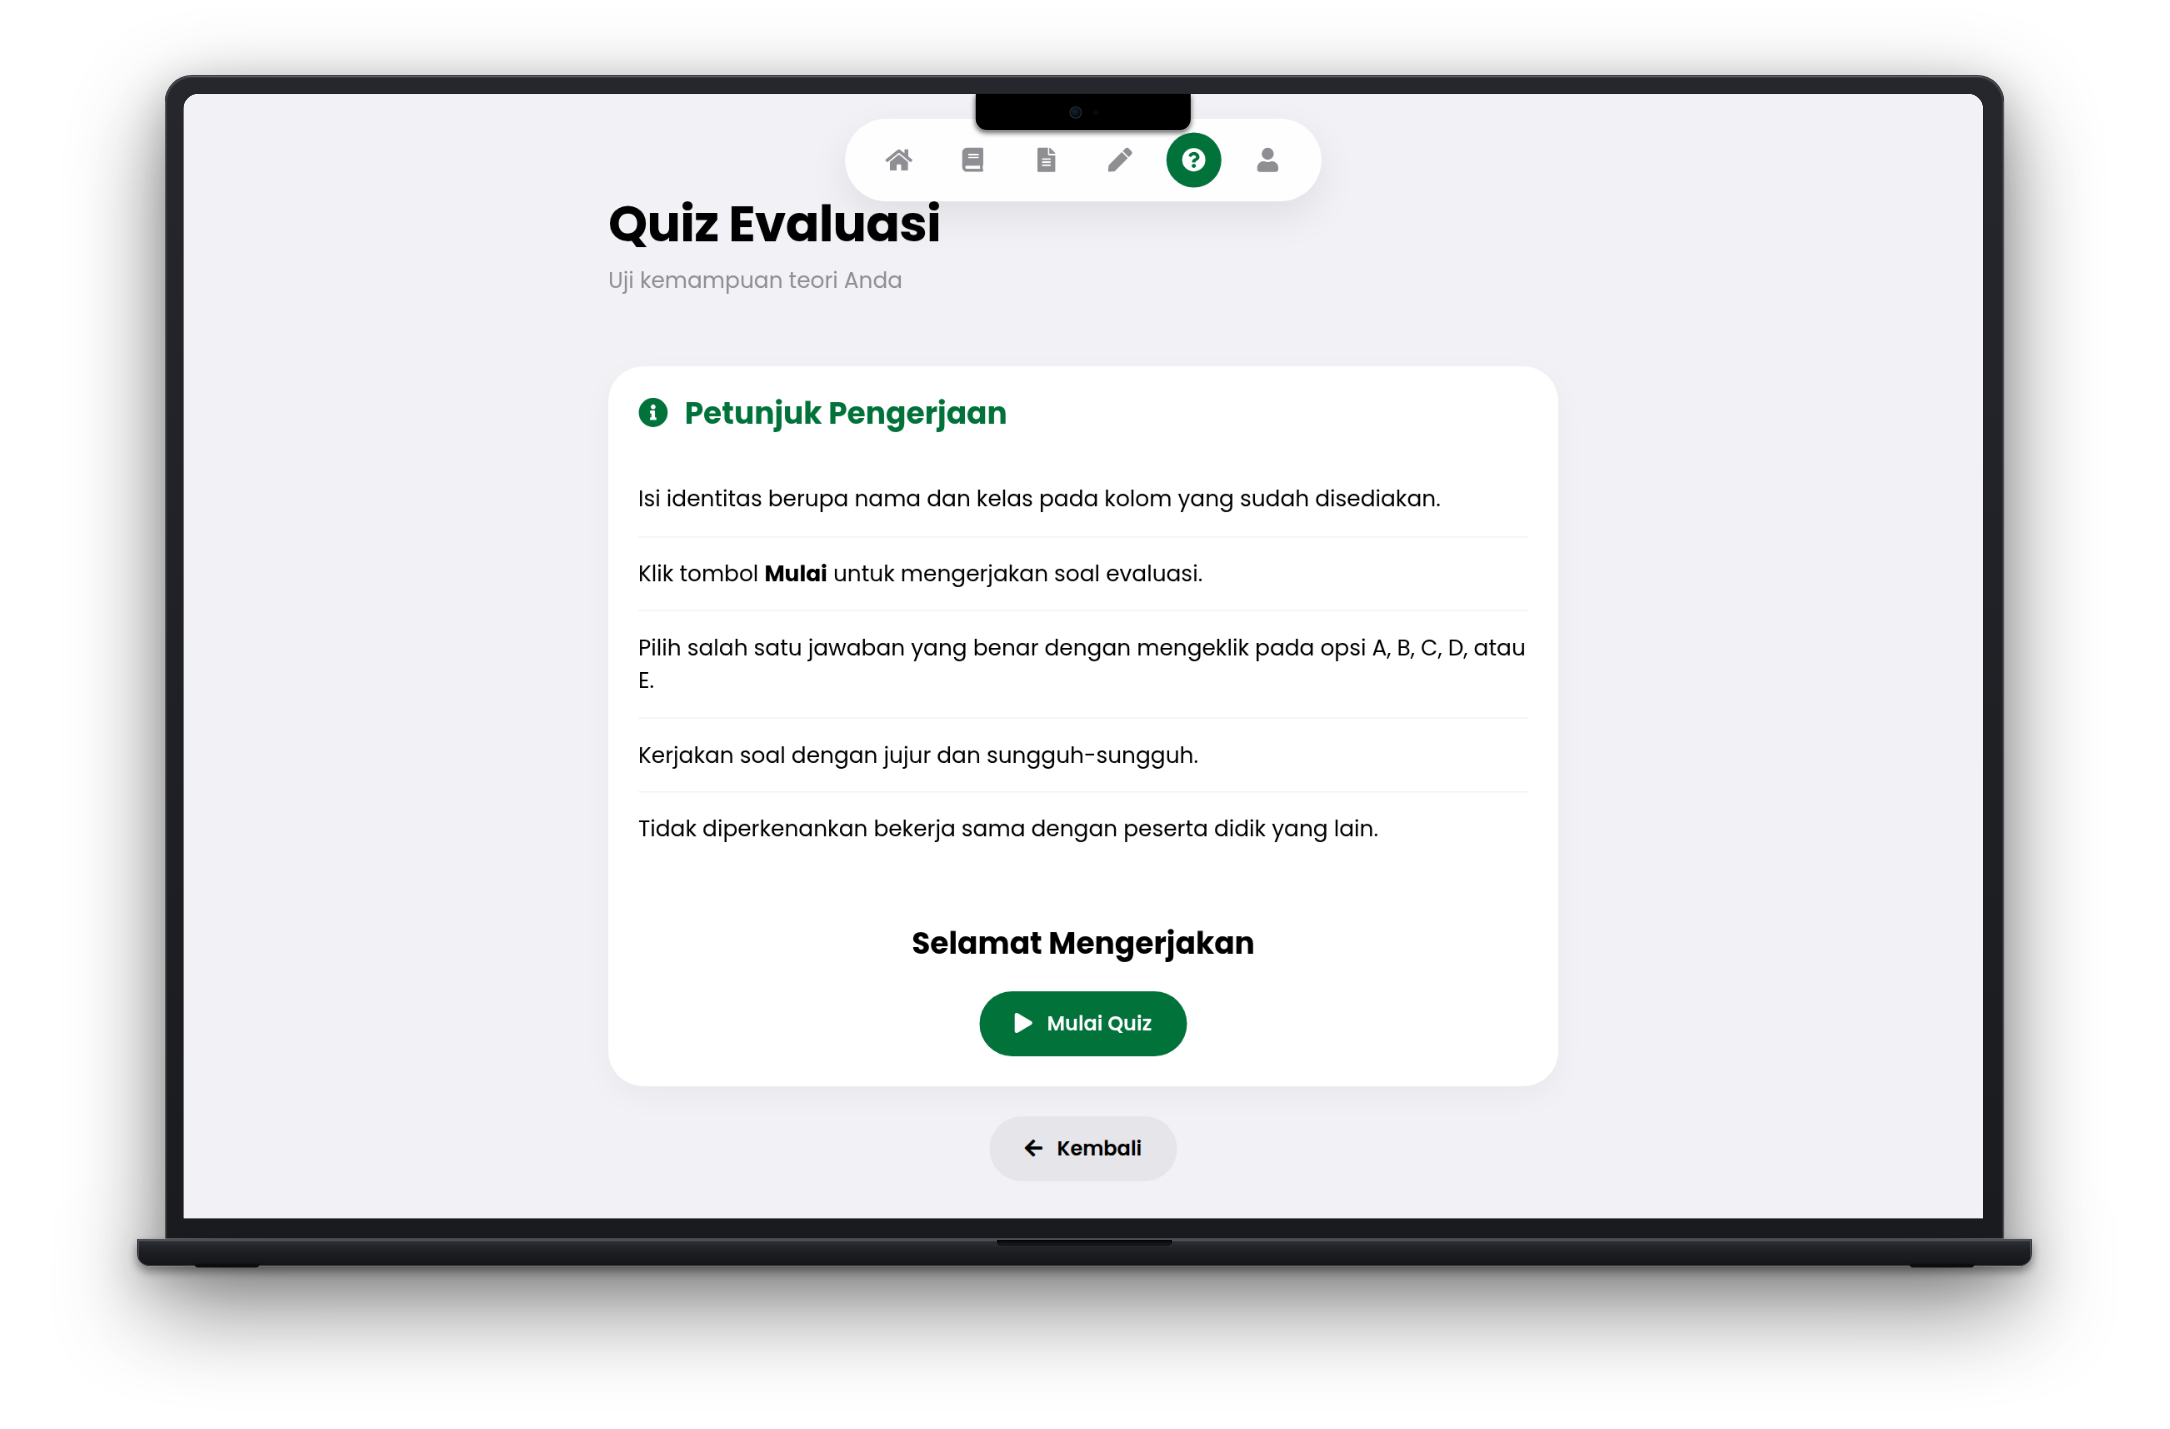 Quiz Evaluasi
Uji kemampuan teori Anda
Petunjuk Pengerjaan
Isi identitas berupa nama dan kelas pada kolom yang sudah disediakan.
Klik tombol Mulai untuk mengerjakan soal evaluasi.
Pilih salah satu jawaban yang benar dengan mengeklik pada opsi A, B, C, D, atau
E.
Kerjakan soal dengan jujur dan sungguh-sungguh.
Tidak diperkenankan bekerja sama dengan peserta didik yang lain.
Selamat Mengerjakan
Mulai Quiz
Kembali